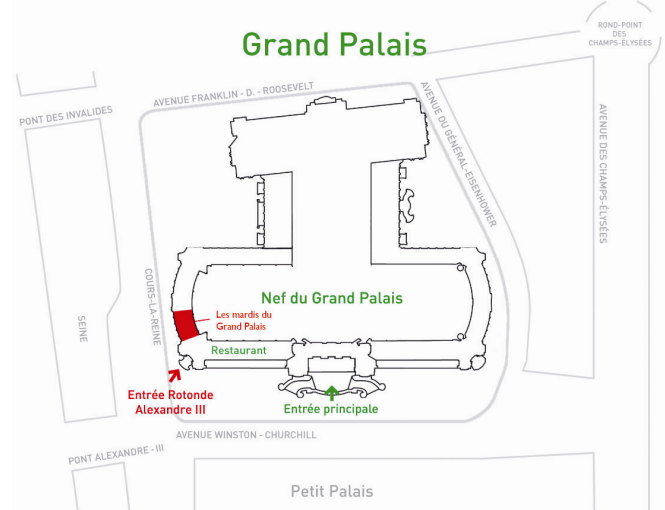 Grand Palais
ROND-POINT
DES
CHAMPS-ÉLYSÉES
AVENUE FRANKLIN - D. - ROOSEVELT
PONT DES INVALIDES
AVENUE DU GÉNÉRAL-EISENHOWER
AVENUE DES CHAMPS-ÉLYSÉES
COURS-LA-REINE
SEINE
Nef du Grand Palais
Les mardis du
Grand Palais
Restaurant
Entrée Rotonde
Alexandre III
Entrée principale
AVENUE WINSTON - CHURCHILL
PONT ALEXANDRE - III
Petit Palais